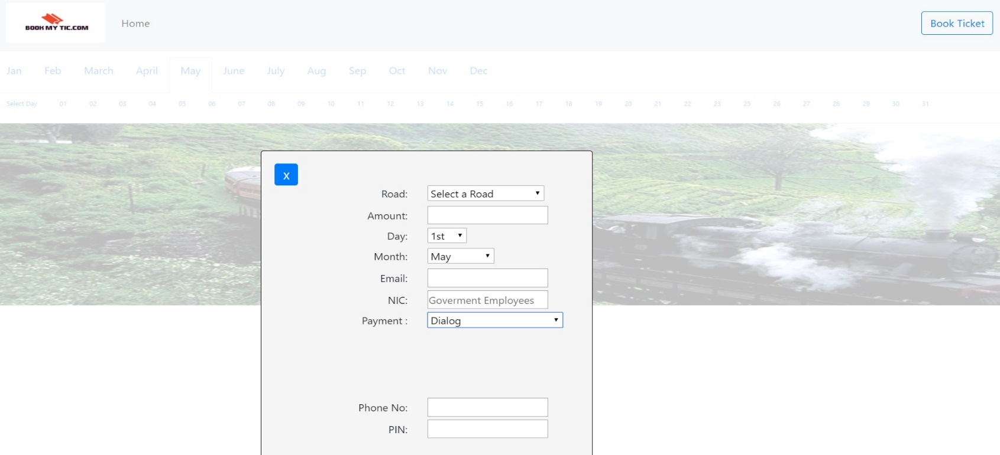 BOOK MY TIC.COM Home Book Ticket
Jan Feb March April May June July Aug Sep Oct Nov Dec
Select Day 01 02 03 04 05 06 07 08 09 10 11 12 13 14 15 16 17 18 19 20 21 22 23 25 26 27 28 29 30 31
x
Road: Select a Road
Amount:
Day: 1st
Month: May
Email:
NIC: Goverment Employees
Payment : Dialog
Phone No:
PIN: